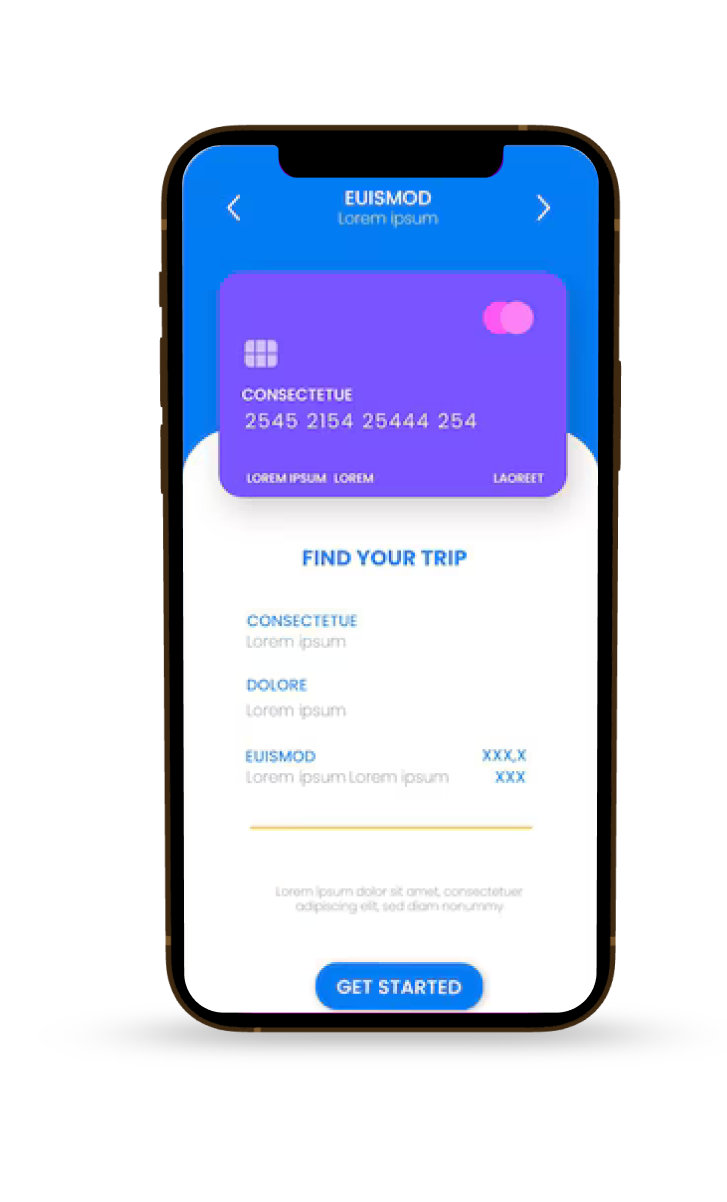 EUISMOD
Lorem ipsum
CONSECTETUE
2545 2154 25444 254
LOREM IPSUM LOREM LAOREET
FIND YOUR TRIP
CONSECTETUE
Lorem ipsum
DOLORE
Lorem ipsum
EUISMOD XXX,X
Lorem ipsum Lorem ipsum XXX
Lorem ipsum dolor sit amet, consectetuer
adipiscing elit, sed diam nonummy
GET STARTED